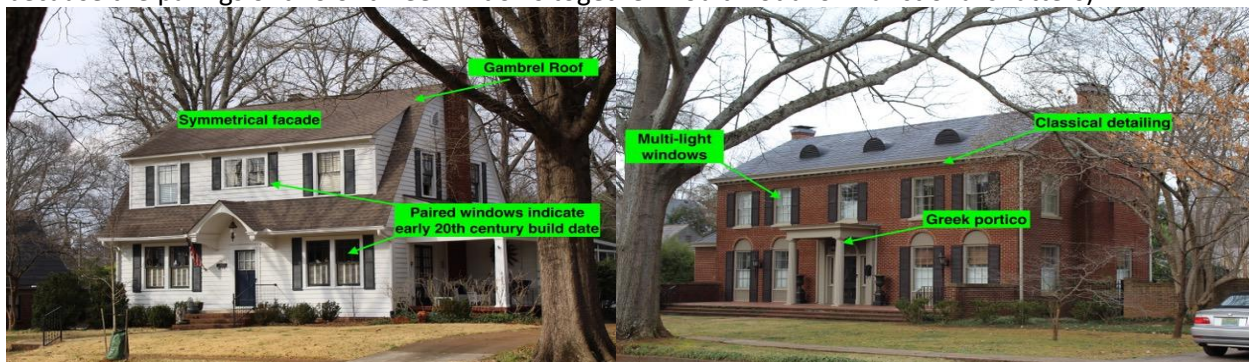 Gambrel Roof
Symmetrical facade
Paired windows indicate
early 20th century build date
Classical detailing
Multi-light
windows
Greek portico